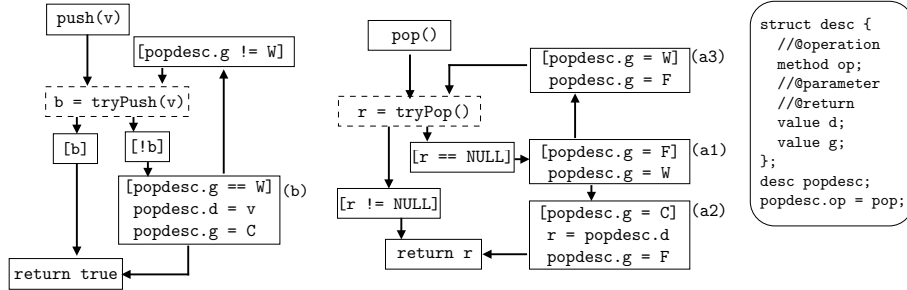 push(v)
[popdesc.g != W]
b = tryPush(v)
[b]
[!b]
[popdesc.g == W]
popdesc.d = v
popdesc.g = C
(b)
return true
pop()
[popdesc.g = W]
popdesc.g = F
(a3)
r = tryPop()
[r == NULL]
[popdesc.g = F]
popdesc.g = W
(a1)
[r != NULL]
[popdesc.g = C]
r = popdesc.d
popdesc.g = F
(a2)
return r
struct desc {
//@operation
method op;
//@parameter
//@return
value d;
value g;
};
desc popdesc;
popdesc.op = pop;